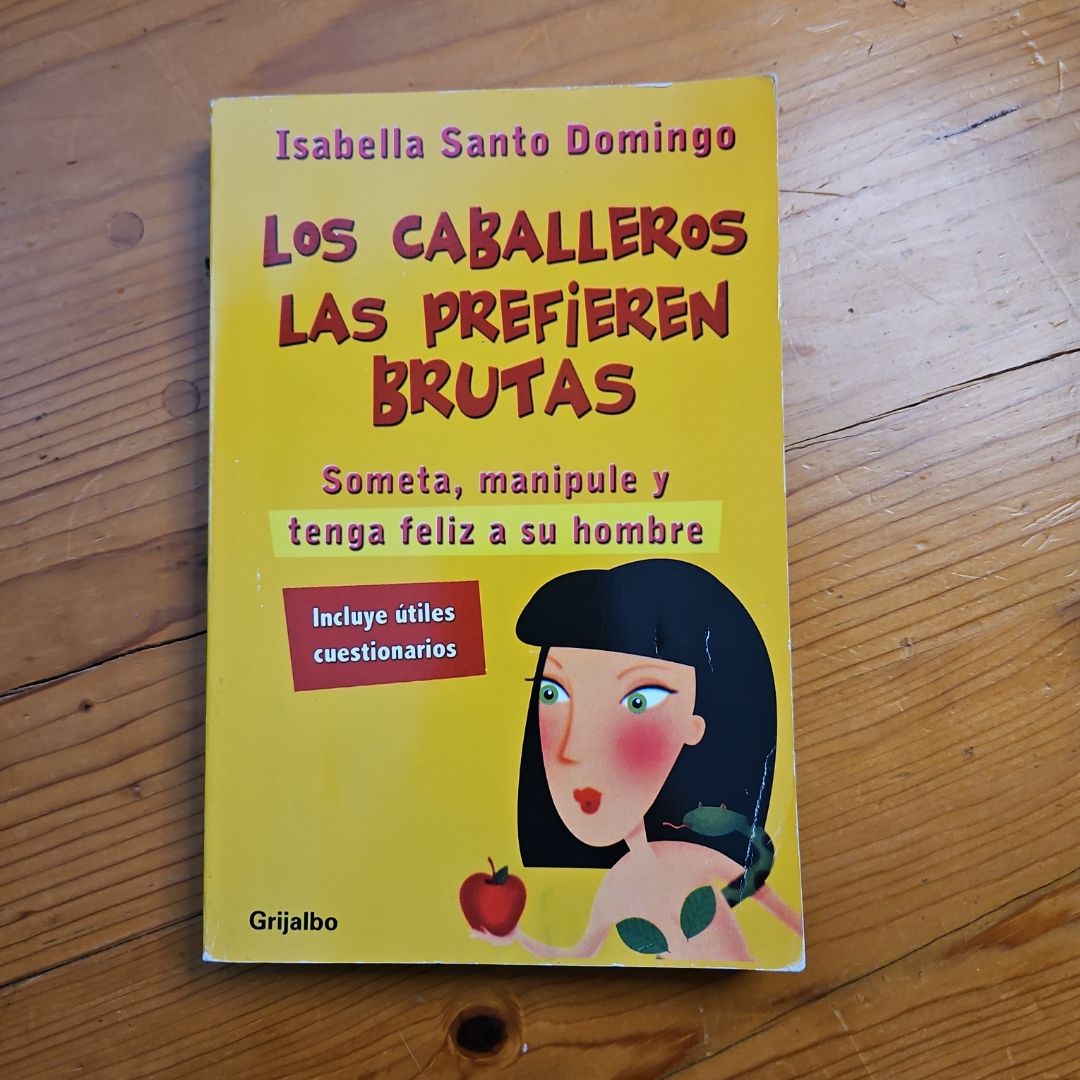 Isabella Santo Domingo
LOS CABALLEROS
LAS PREFiEREN
BRUTAS
Someta, manipule y
tenga feliz a su hombre
Incluye útiles
cuestionarios
Grijalbo